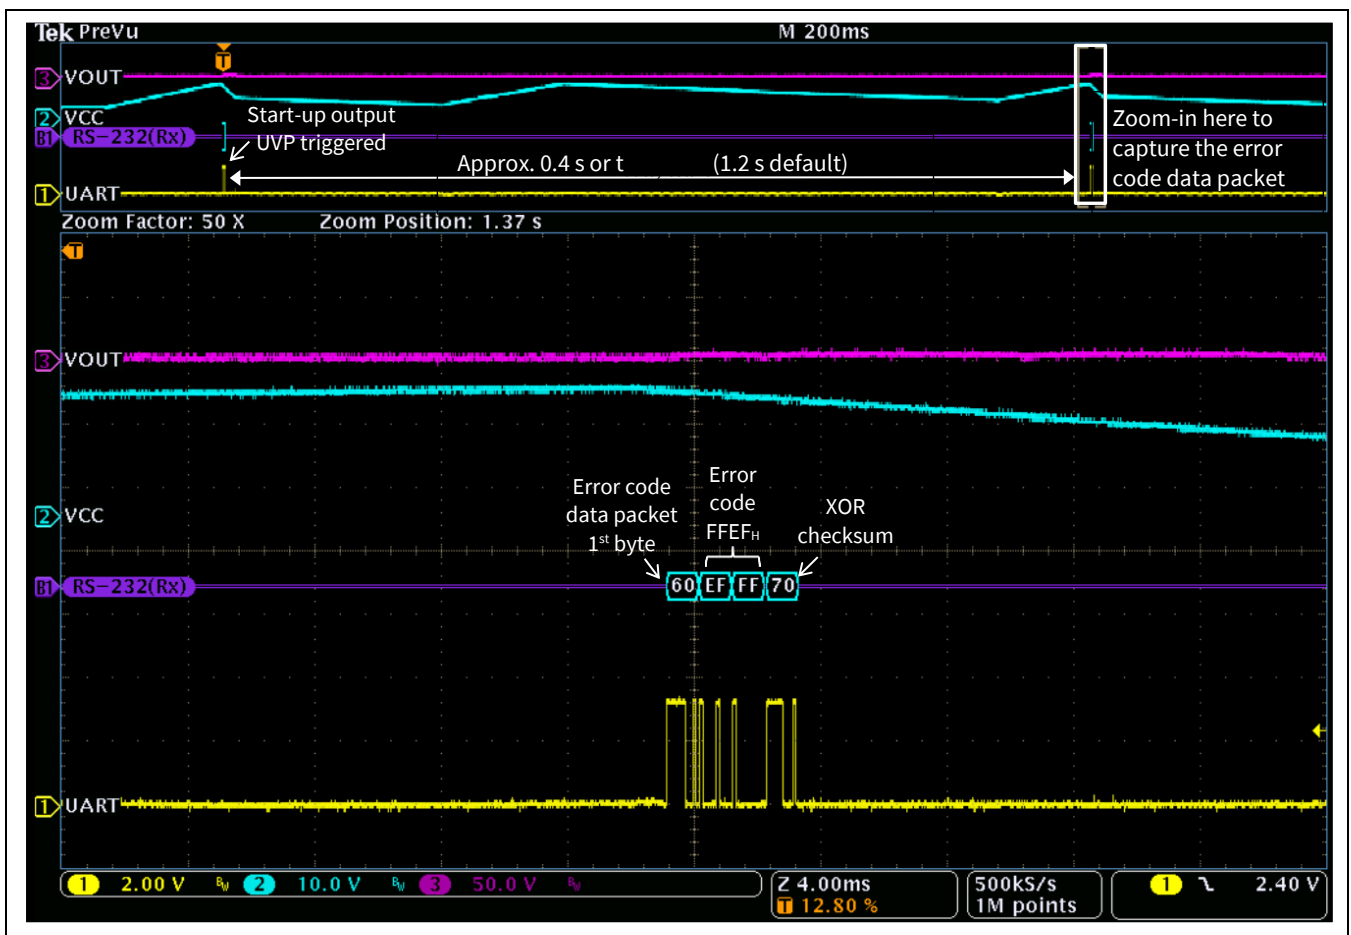 Tek PreVu M 200ms
T
3 VOUT
2 VCC
B1 RS-232(Rx)
Start-up output
UVP triggered
Approx. 0.4 s or t (1.2 s default)
Zoom-in here to
capture the error
code data packet
1 UART
Zoom Factor: 50 X Zoom Position: 1.37 s
T
3 VOUT
2 VCC
Error code
data packet
1st byte
Error
code
FFEFH
XOR
checksum
B1 RS-232(Rx)
60 EF FF 70
1 UART
1 2.00 V BW 2 10.0 V BW 3 50.0 V BW
Z 4.00ms
T 12.80 %
500kS/s
1M points
1 2.40 V